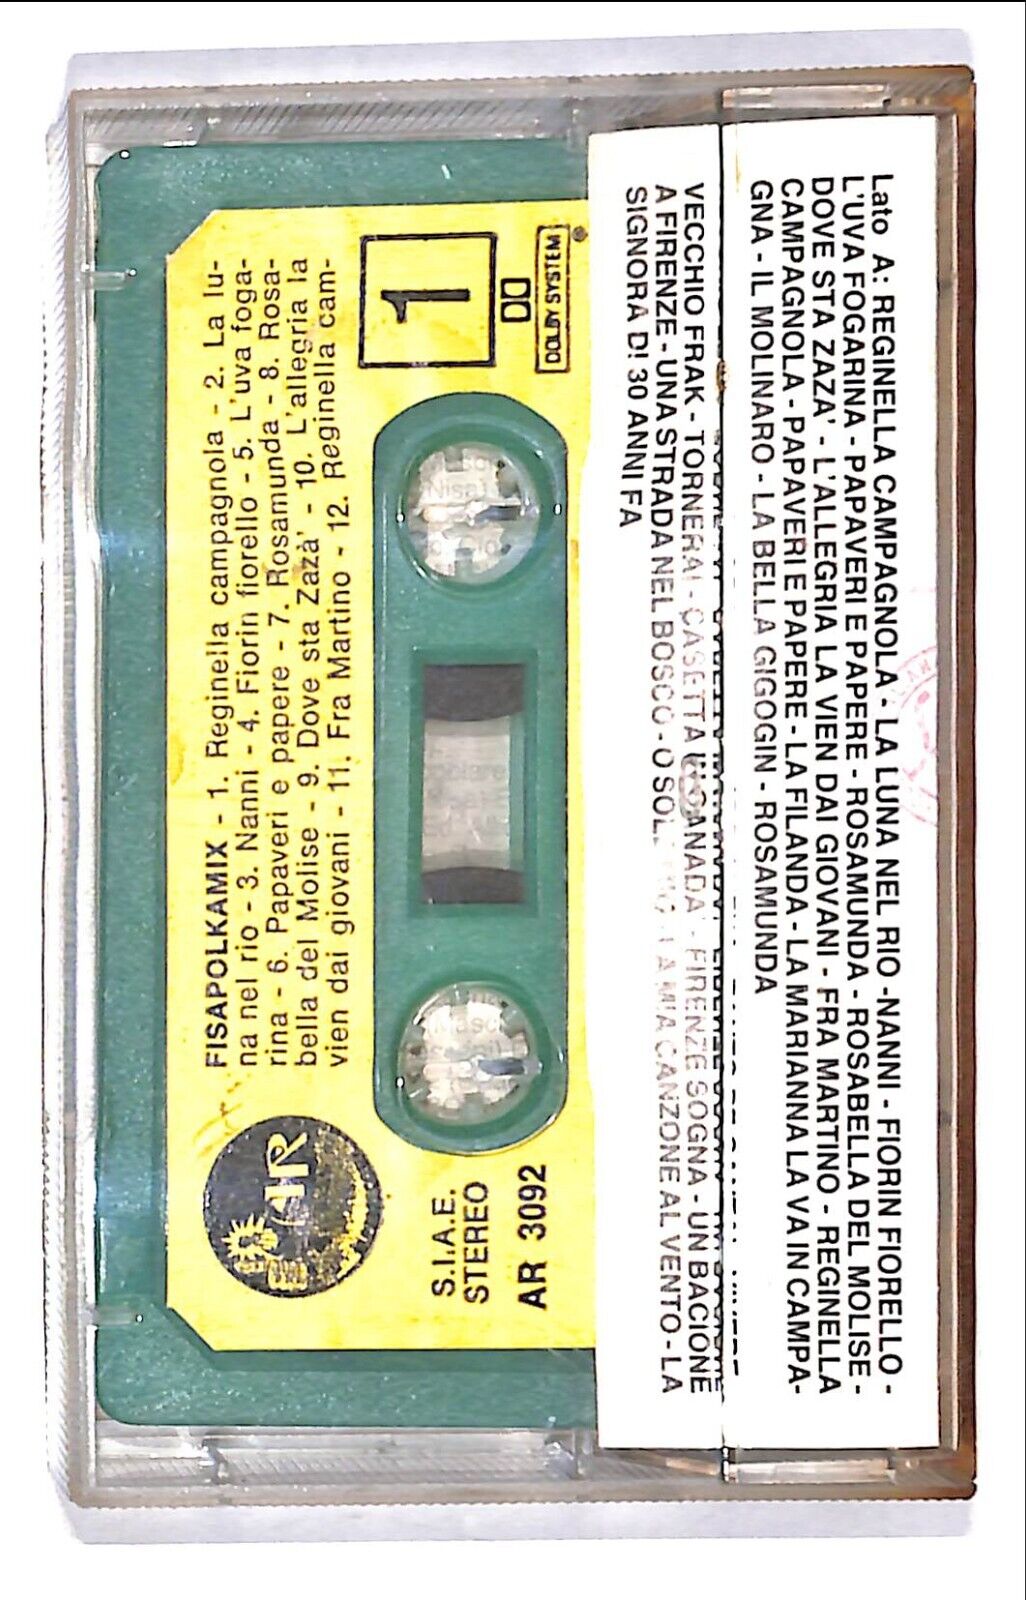 FISAPOLKAMIX - 1. Reginella campagnola - 2. La lu-
na nel rio - 3. Nanni - 4. Fiorin fiorello - 5. L'uva foga-
rina - 6. Papaveri e papere - 7. Rosamunda - 8. Rosa-
bella del Molise - 9. Dove sta Zazà' - 10. L'allegria la
vien dai giovani - 11. Fra Martino - 12. Reginella cam-
1
DOLBY SYSTEM
S.I.A.E.
STEREO
AR 3092
Lato A: REGINELLA CAMPAGNOLA - LA LUNA NEL RIO - NANNI - FIORIN FIORELLO -
L'UVA FOGARINA - PAPAVERI E PAPERE - ROSAMUNDA - ROSABELLA DEL MOLISE -
DOVE STA ZAZA' - L'ALLEGRIA LA VIEN DAI GIOVANI - FRA MARTINO - REGINELLA
CAMPAGNOLA - PAPAVERI E PAPERE - LA FILANDA - LA MARIANNA LA VA IN CAMPA-
GNA - IL MOLINARO - LA BELLA GIGOGIN - ROSAMUNDA
VECCHIO FRAK - TORNERAI - CASETTA IN CANADA' - FIRENZE SOGNA - UN BACIONE
A FIRENZE - UNA STRADA NEL BOSCO - O SOLE MIO - LA MIA CANZONE AL VENTO - LA
SIGNORA DI 30 ANNI FA